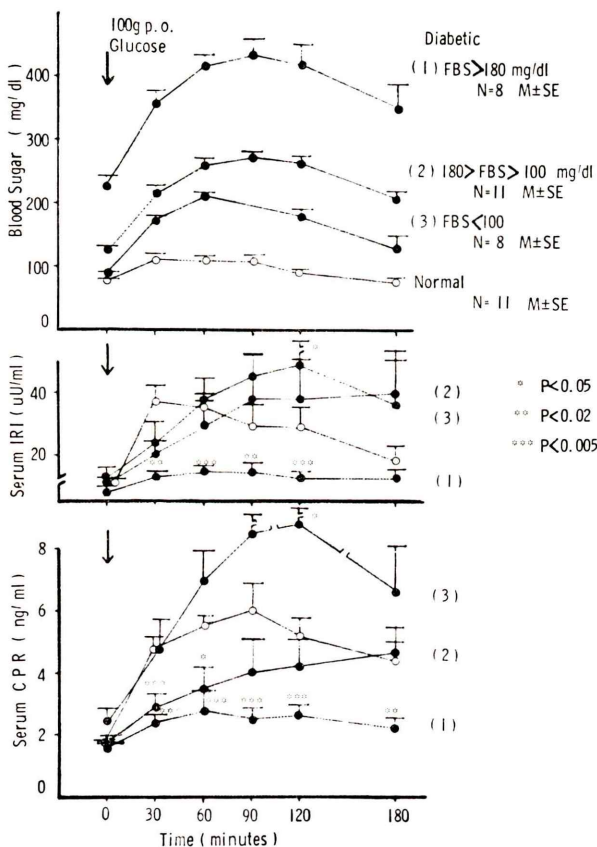 100g p.o.
Glucose
Diabetic
(1) FBS>180 mg/dl
N=8 M±SE
(2) 180>FBS>100 mg/dl
N=11 M±SE
(3) FBS<100
N=8 M±SE
Normal
N=11 M±SE
Blood Sugar (mg/dl)
400
300
200
100
0
Serum IRI (uU/ml)
40
20
(2)
(3)
(1)
° P<0.05
°° P<0.02
°°° P<0.005
Serum CPR (ng/ml)
8
6
4
2
0
(3)
(2)
(1)
0 30 60 90 120 180
Time (minutes)